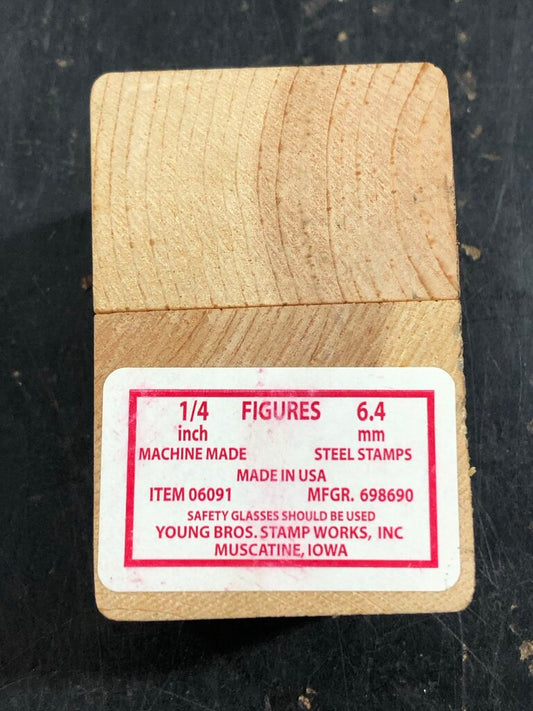 1/4 FIGURES 6.4
inch mm
MACHINE MADE STEEL STAMPS
MADE IN USA
ITEM 06091 MFGR. 698690
SAFETY GLASSES SHOULD BE USED
YOUNG BROS. STAMP WORKS, INC
MUSCATINE, IOWA